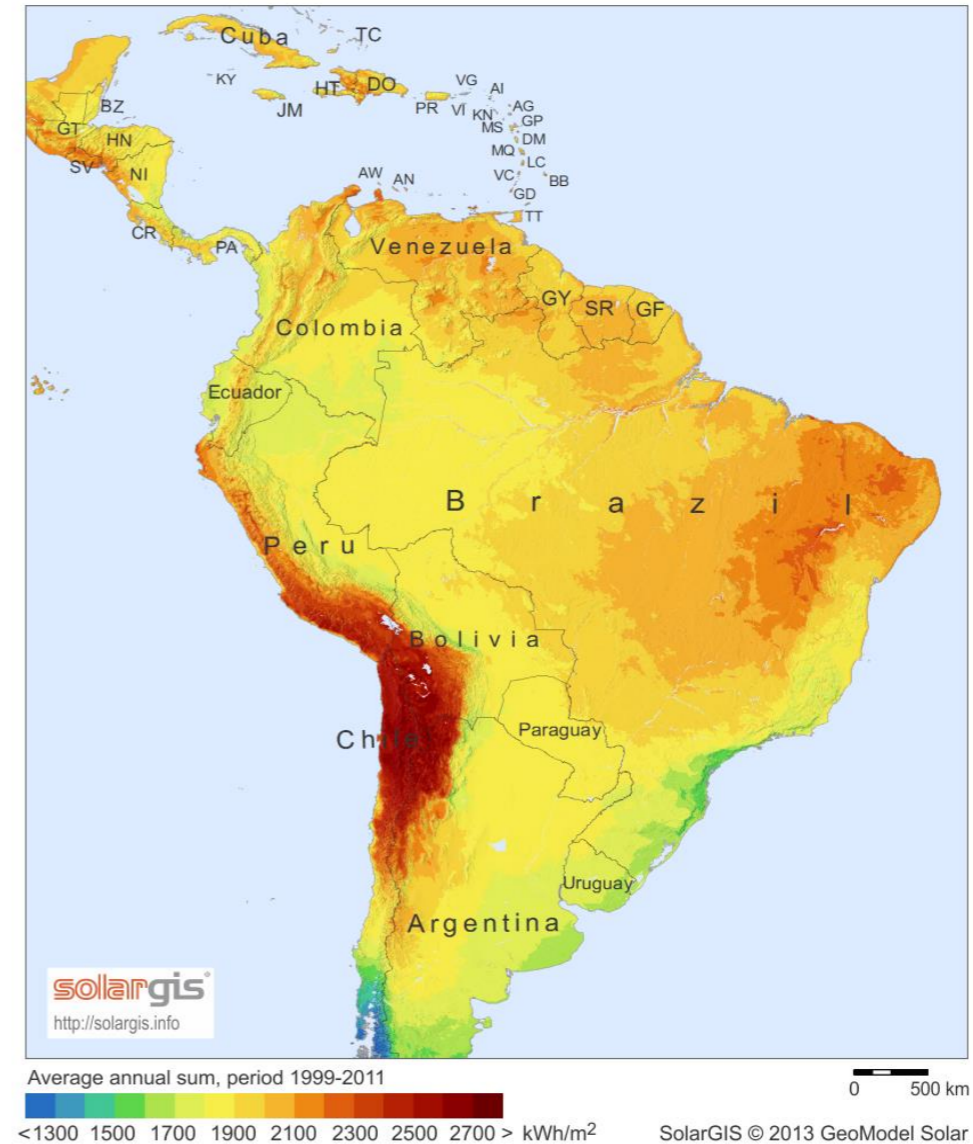 Cuba
TC
KY
HT
DO
JM
PR
VG
VI
AI
KN
AG
MS
GP
DM
MQ
LC
VC
BB
GD
TT
BZ
GT
HN
SV
NI
CR
PA
AW
AN
Venezuela
GY
SR
GF
Colombia
Ecuador
Brazil
Peru
Bolivia
Chile
Paraguay
Uruguay
Argentina
solargis
http://solargis.info
Average annual sum, period 1999-2011
0 500 km
<1300 1500 1700 1900 2100 2300 2500 2700 > kWh/m2
SolarGIS © 2013 GeoModel Solar